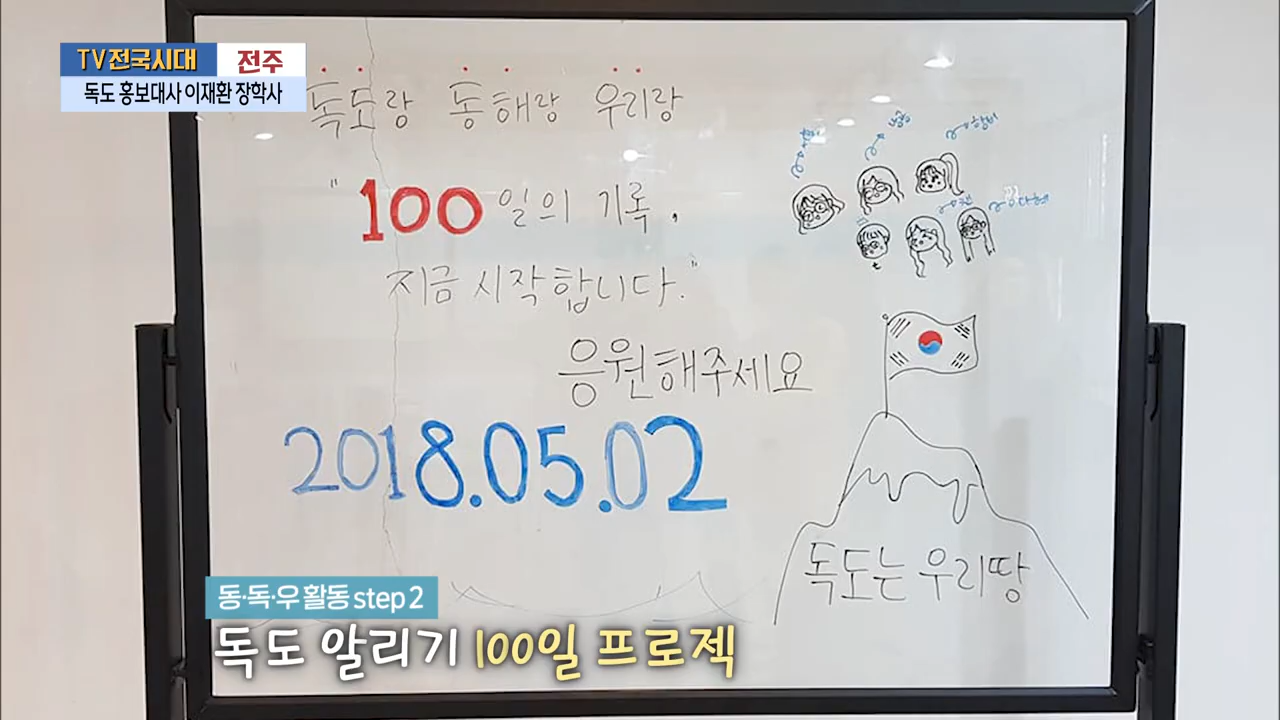 TV전국시대 전주
독도 홍보대사 이재환 장학사
독도랑 동해랑 우리랑
"100일의 기록,
지금 시작합니다."
응원해주세요
2018.05.02
독도는 우리땅
동·독·우 활동 step 2
독도 알리기 100일 프로젝